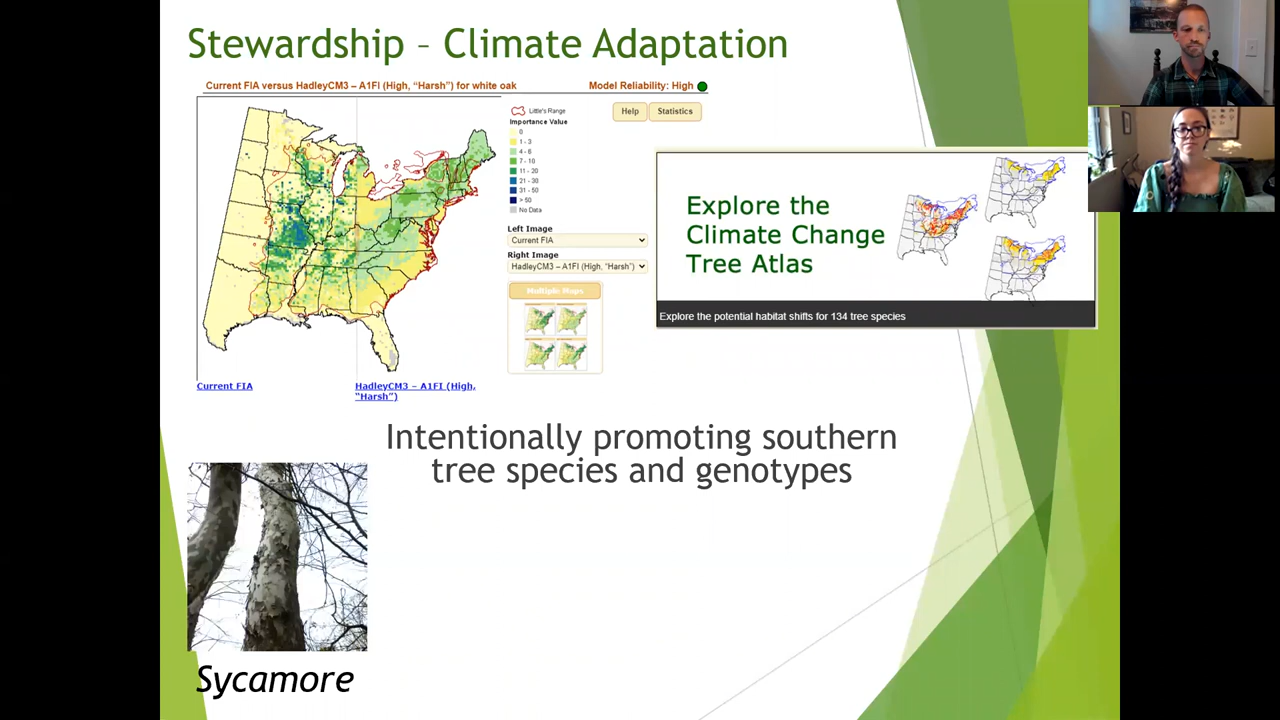 Stewardship – Climate Adaptation
Current FIA versus HadleyCM3 – A1FI (High, “Harsh”) for white oak
Model Reliability: High
Little's Range
Importance Value
0
1 - 3
4 - 6
7 - 10
11 - 20
21 - 30
31 - 50
> 50
No Data
Help
Statistics
Left Image
Current FIA
Right Image
HadleyCM3 – A1FI (High, “Harsh”)
Multiple Maps
Current FIA
HadleyCM3 – A1FI (High,
“Harsh”)
Explore the
Climate Change
Tree Atlas
Explore the potential habitat shifts for 134 tree species
Intentionally promoting southern
tree species and genotypes
Sycamore